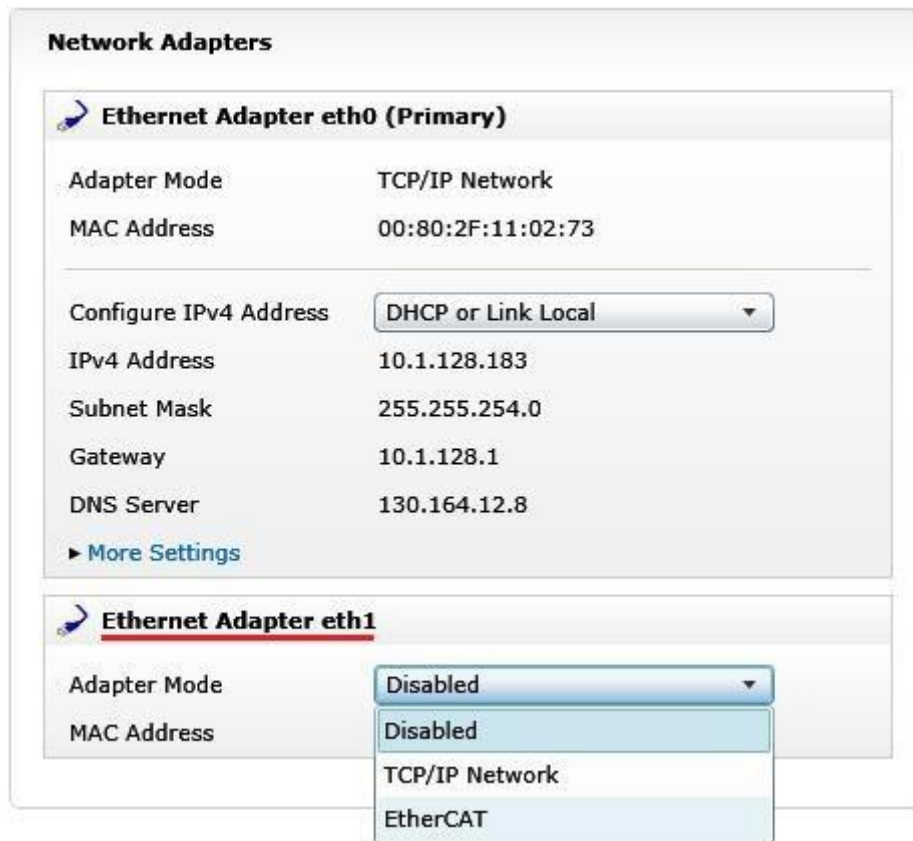 Network Adapters
Ethernet Adapter eth0 (Primary)
Adapter Mode TCP/IP Network
MAC Address 00:80:2F:11:02:73
Configure IPv4 Address DHCP or Link Local
IPv4 Address 10.1.128.183
Subnet Mask 255.255.254.0
Gateway 10.1.128.1
DNS Server 130.164.12.8
More Settings
Ethernet Adapter eth1
Adapter Mode Disabled
MAC Address Disabled
TCP/IP Network
EtherCAT